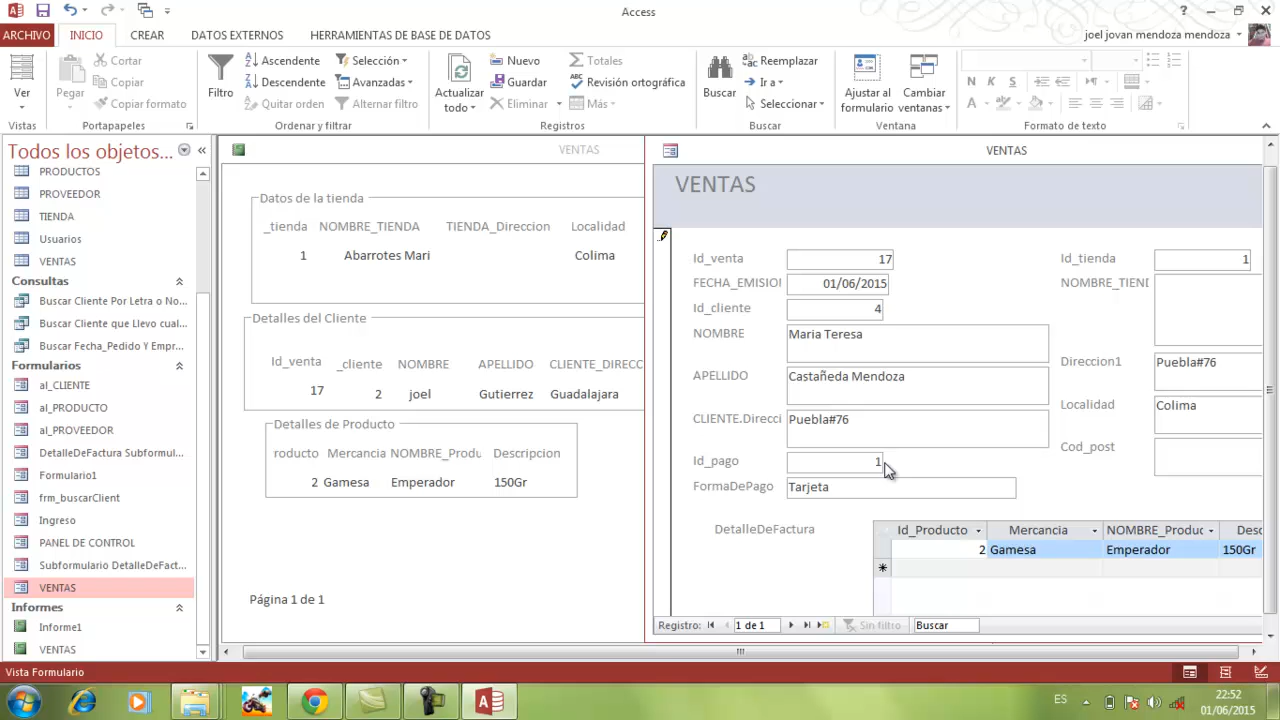 Access
joel jovan mendoza mendoza
ARCHIVO INICIO CREAR DATOS EXTERNOS HERRAMIENTAS DE BASE DE DATOS
Ver
Vistas
Pegar
Cortar
Copiar
Copiar formato
Portapapeles
Filtro
Ascendente
Descendente
Quitar orden
Selección
Avanzadas
Alternar filtro
Ordenar y filtrar
Actualizar todo
Nuevo
Guardar
Eliminar
Totales
Revisión ortográfica
Más
Registros
Buscar
Reemplazar
Ir a
Seleccionar
Buscar
Ajustar al formulario
Cambiar ventanas
Ventana
N K S
A
Formato de texto
Todos los objetos...
PRODUCTOS
PROVEEDOR
TIENDA
Usuarios
VENTAS
Consultas
Buscar Cliente Por Letra o No...
Buscar Cliente que Llevo cual...
Buscar Fecha_Pedido Y Empr...
Formularios
al_CLIENTE
al_PRODUCTO
al_PROVEEDOR
DetalleDeFactura Subformul...
Formulario1
frm_buscarClient
Ingreso
PANEL DE CONTROL
Subformulario DetalleDeFact...
VENTAS
Informes
Informe1
VENTAS
VENTAS
Datos de la tienda
_tienda NOMBRE_TIENDA TIENDA_Direccion Localidad
1 Abarrotes Mari Colima
Detalles del Cliente
Id_venta _cliente NOMBRE APELLIDO CLIENTE_DIRECC
17 2 joel Gutierrez Guadalajara
Detalles de Producto
roducto Mercancia NOMBRE_Produ Descripcion
2 Gamesa Emperador 150Gr
Página 1 de 1
VENTAS
VENTAS
Id_venta 17
FECHA_EMISION 01/06/2015
Id_cliente 4
NOMBRE Maria Teresa
APELLIDO Castañeda Mendoza
CLIENTE.Direcci Puebla#76
Id_pago 1
FormaDePago Tarjeta
Id_tienda 1
NOMBRE_TIEN
Direccion1 Puebla#76
Localidad Colima
Cod_post
DetalleDeFactura
Id_Producto Mercancia NOMBRE_Produc Desc
2 Gamesa Emperador 150Gr
Registro: 1 de 1 Sin filtro Buscar
Vista Formulario
ES
22:52
01/06/2015